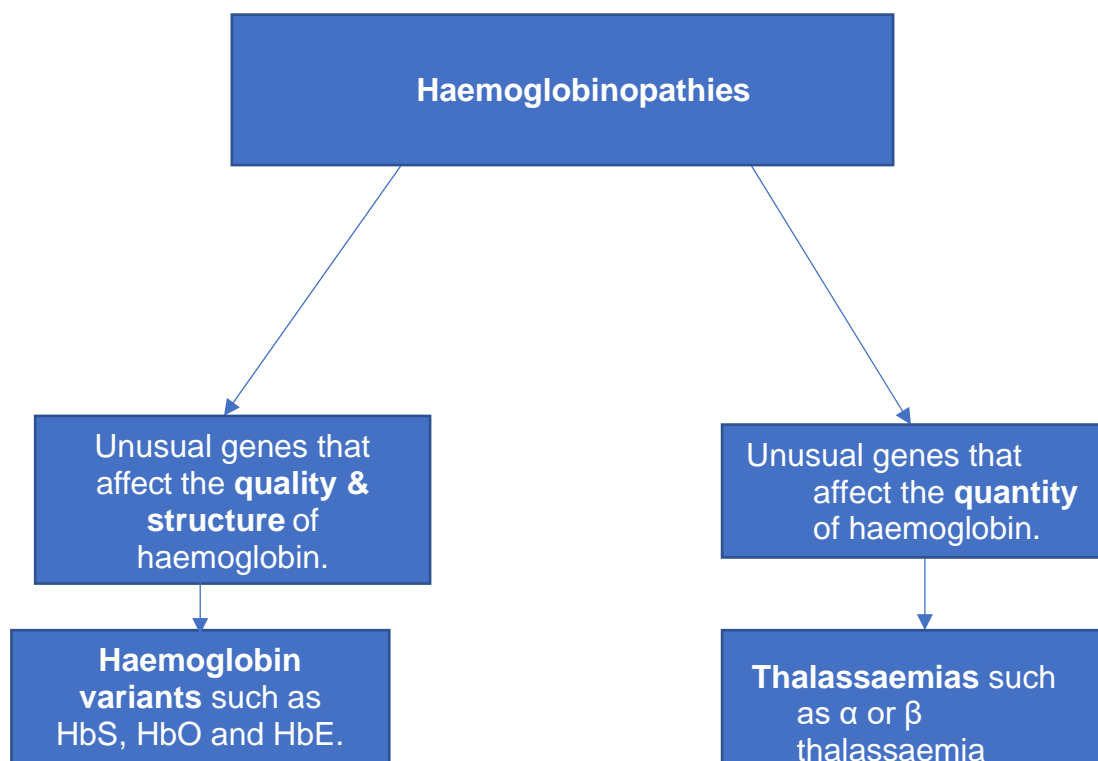 Haemoglobinopathies
Unusual genes that
affect the quality &
structure of
haemoglobin.
Unusual genes that
affect the quantity
of haemoglobin.
Haemoglobin
variants such as
HbS, HbO and HbE.
Thalassaemias such
as α or β
thalassaemia